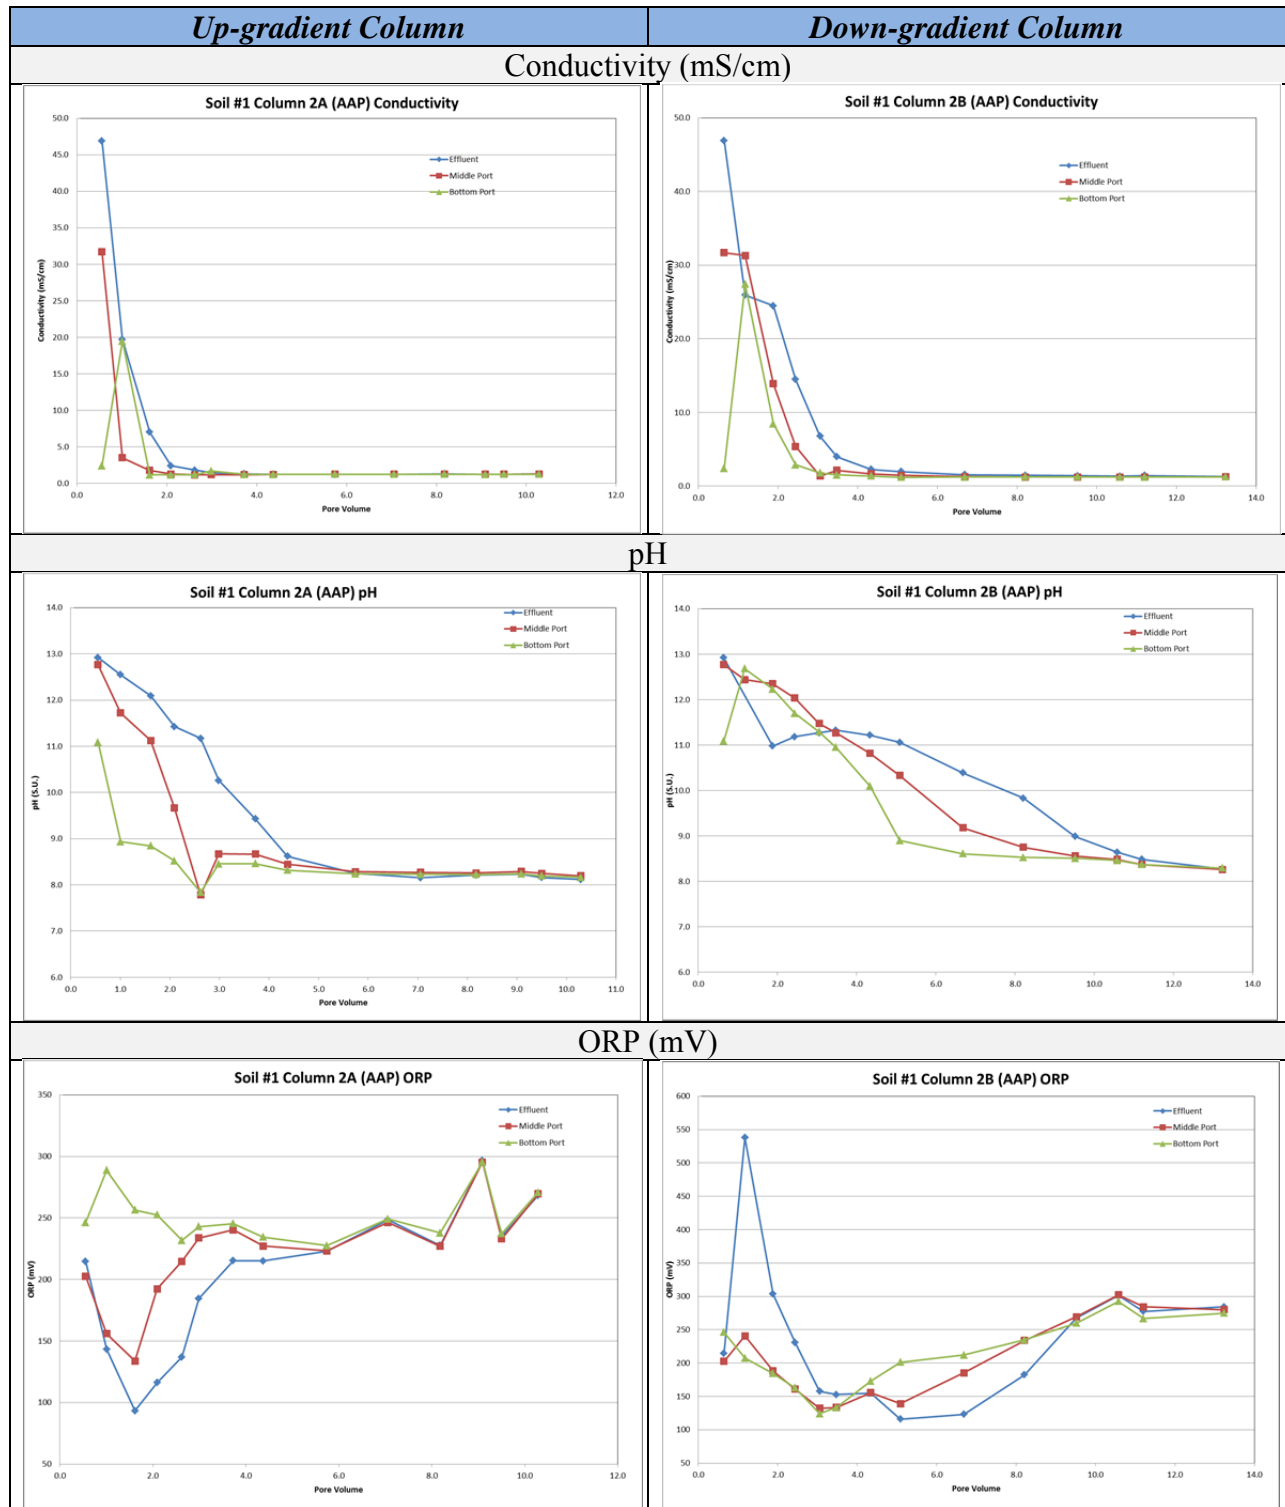 Up-gradient Column
Down-gradient Column
Conductivity (mS/cm)
Soil #1 Column 2A (AAP) Conductivity
50.0
45.0
40.0
35.0
30.0
25.0
20.0
15.0
10.0
5.0
0.0
Conductivity (mS/cm)
Effluent
Middle Port
Bottom Port
0.0 2.0 4.0 6.0 8.0 10.0 12.0
Pore Volume
Soil #1 Column 2B (AAP) Conductivity
50.0
40.0
30.0
20.0
10.0
0.0
Conductivity (mS/cm)
Effluent
Middle Port
Bottom Port
0.0 2.0 4.0 6.0 8.0 10.0 12.0 14.0
Pore Volume
pH
Soil #1 Column 2A (AAP) pH
14.0
13.0
12.0
11.0
10.0
9.0
8.0
7.0
6.0
pH (S.U.)
Effluent
Middle Port
Bottom Port
0.0 1.0 2.0 3.0 4.0 5.0 6.0 7.0 8.0 9.0 10.0 11.0
Pore Volume
Soil #1 Column 2B (AAP) pH
14.0
13.0
12.0
11.0
10.0
9.0
8.0
7.0
6.0
pH (S.U.)
Effluent
Middle Port
Bottom Port
0.0 2.0 4.0 6.0 8.0 10.0 12.0 14.0
Pore Volume
ORP (mV)
Soil #1 Column 2A (AAP) ORP
350
300
250
200
150
100
50
ORP (mV)
Effluent
Middle Port
Bottom Port
0.0 2.0 4.0 6.0 8.0 10.0 12.0
Pore Volume
Soil #1 Column 2B (AAP) ORP
600
550
500
450
400
350
300
250
200
150
100
50
ORP (mV)
Effluent
Middle Port
Bottom Port
0.0 2.0 4.0 6.0 8.0 10.0 12.0 14.0
Pore Volume